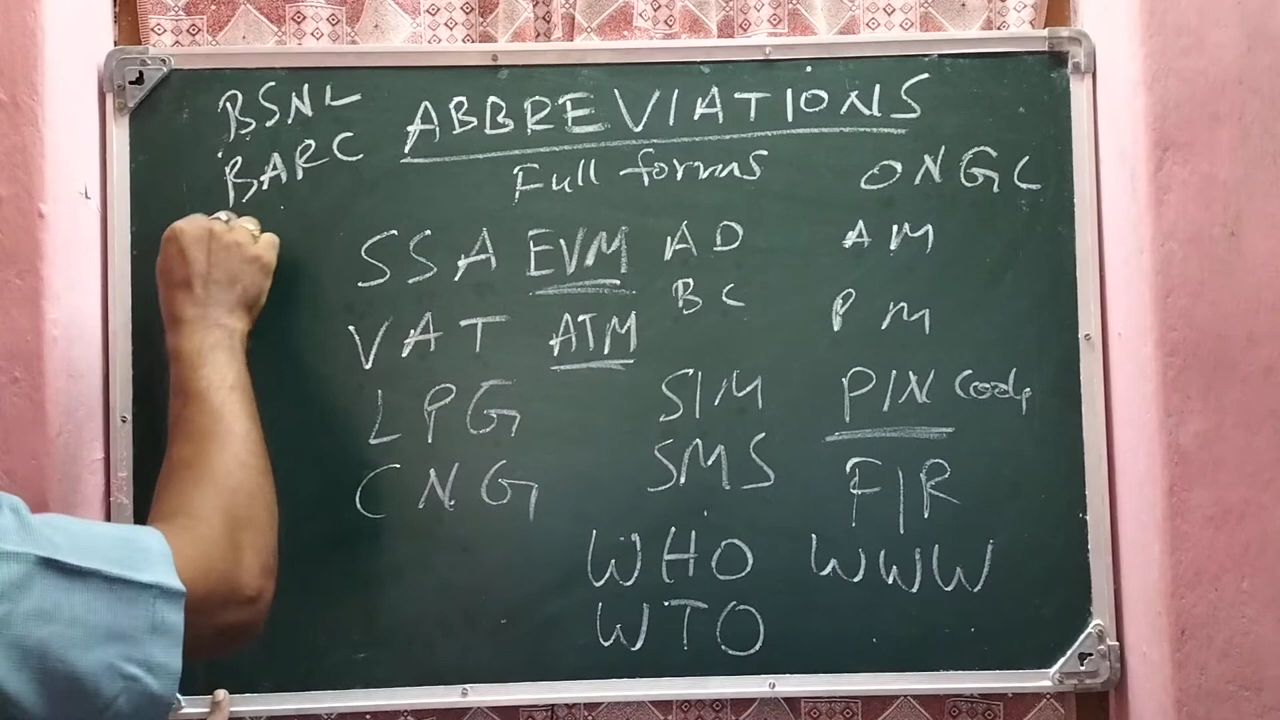 BSNL ABBREVIATIONS
BARC Full forms ONGC
SSA EVM AD AM
BC PM
VAT ATM
LPG SIM PIN Code
CNG SMS FIR
WHO WWW
WTO